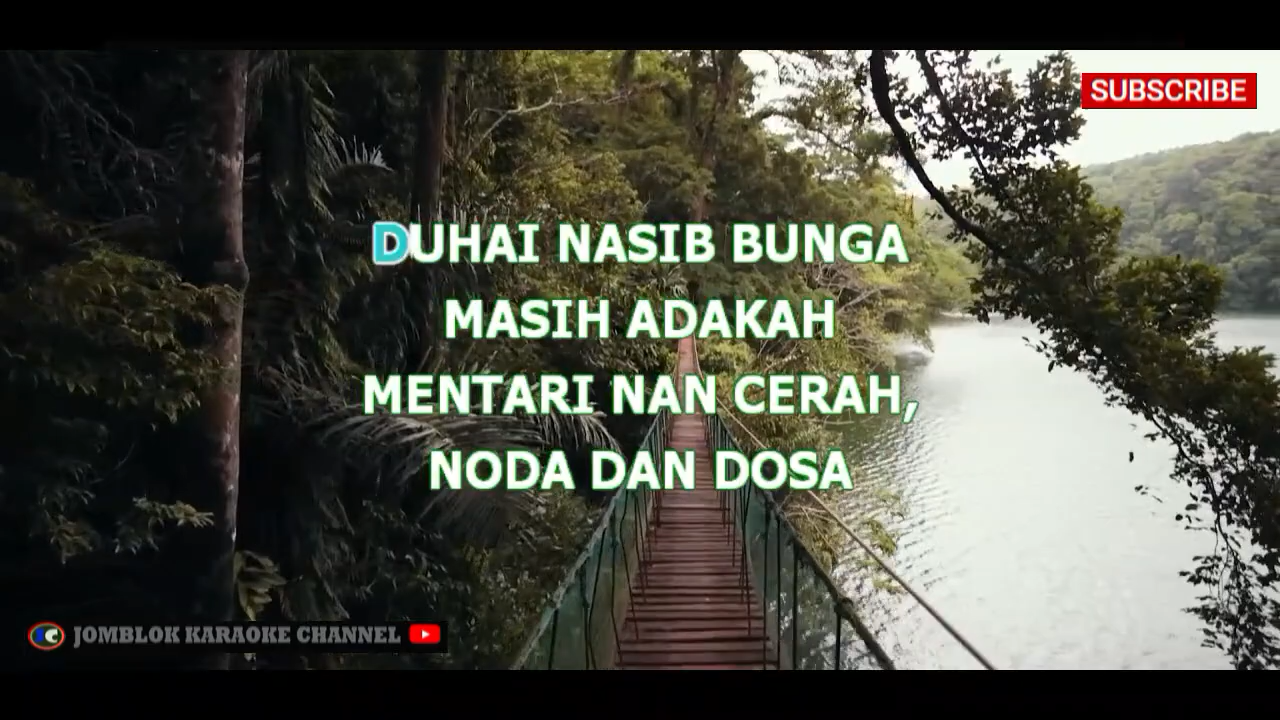 SUBSCRIBE
DUHAI NASIB BUNGA
MASIH ADAKAH
MENTARI NAN CERAH,
NODA DAN DOSA
JOMBLOK KARAOKE CHANNEL